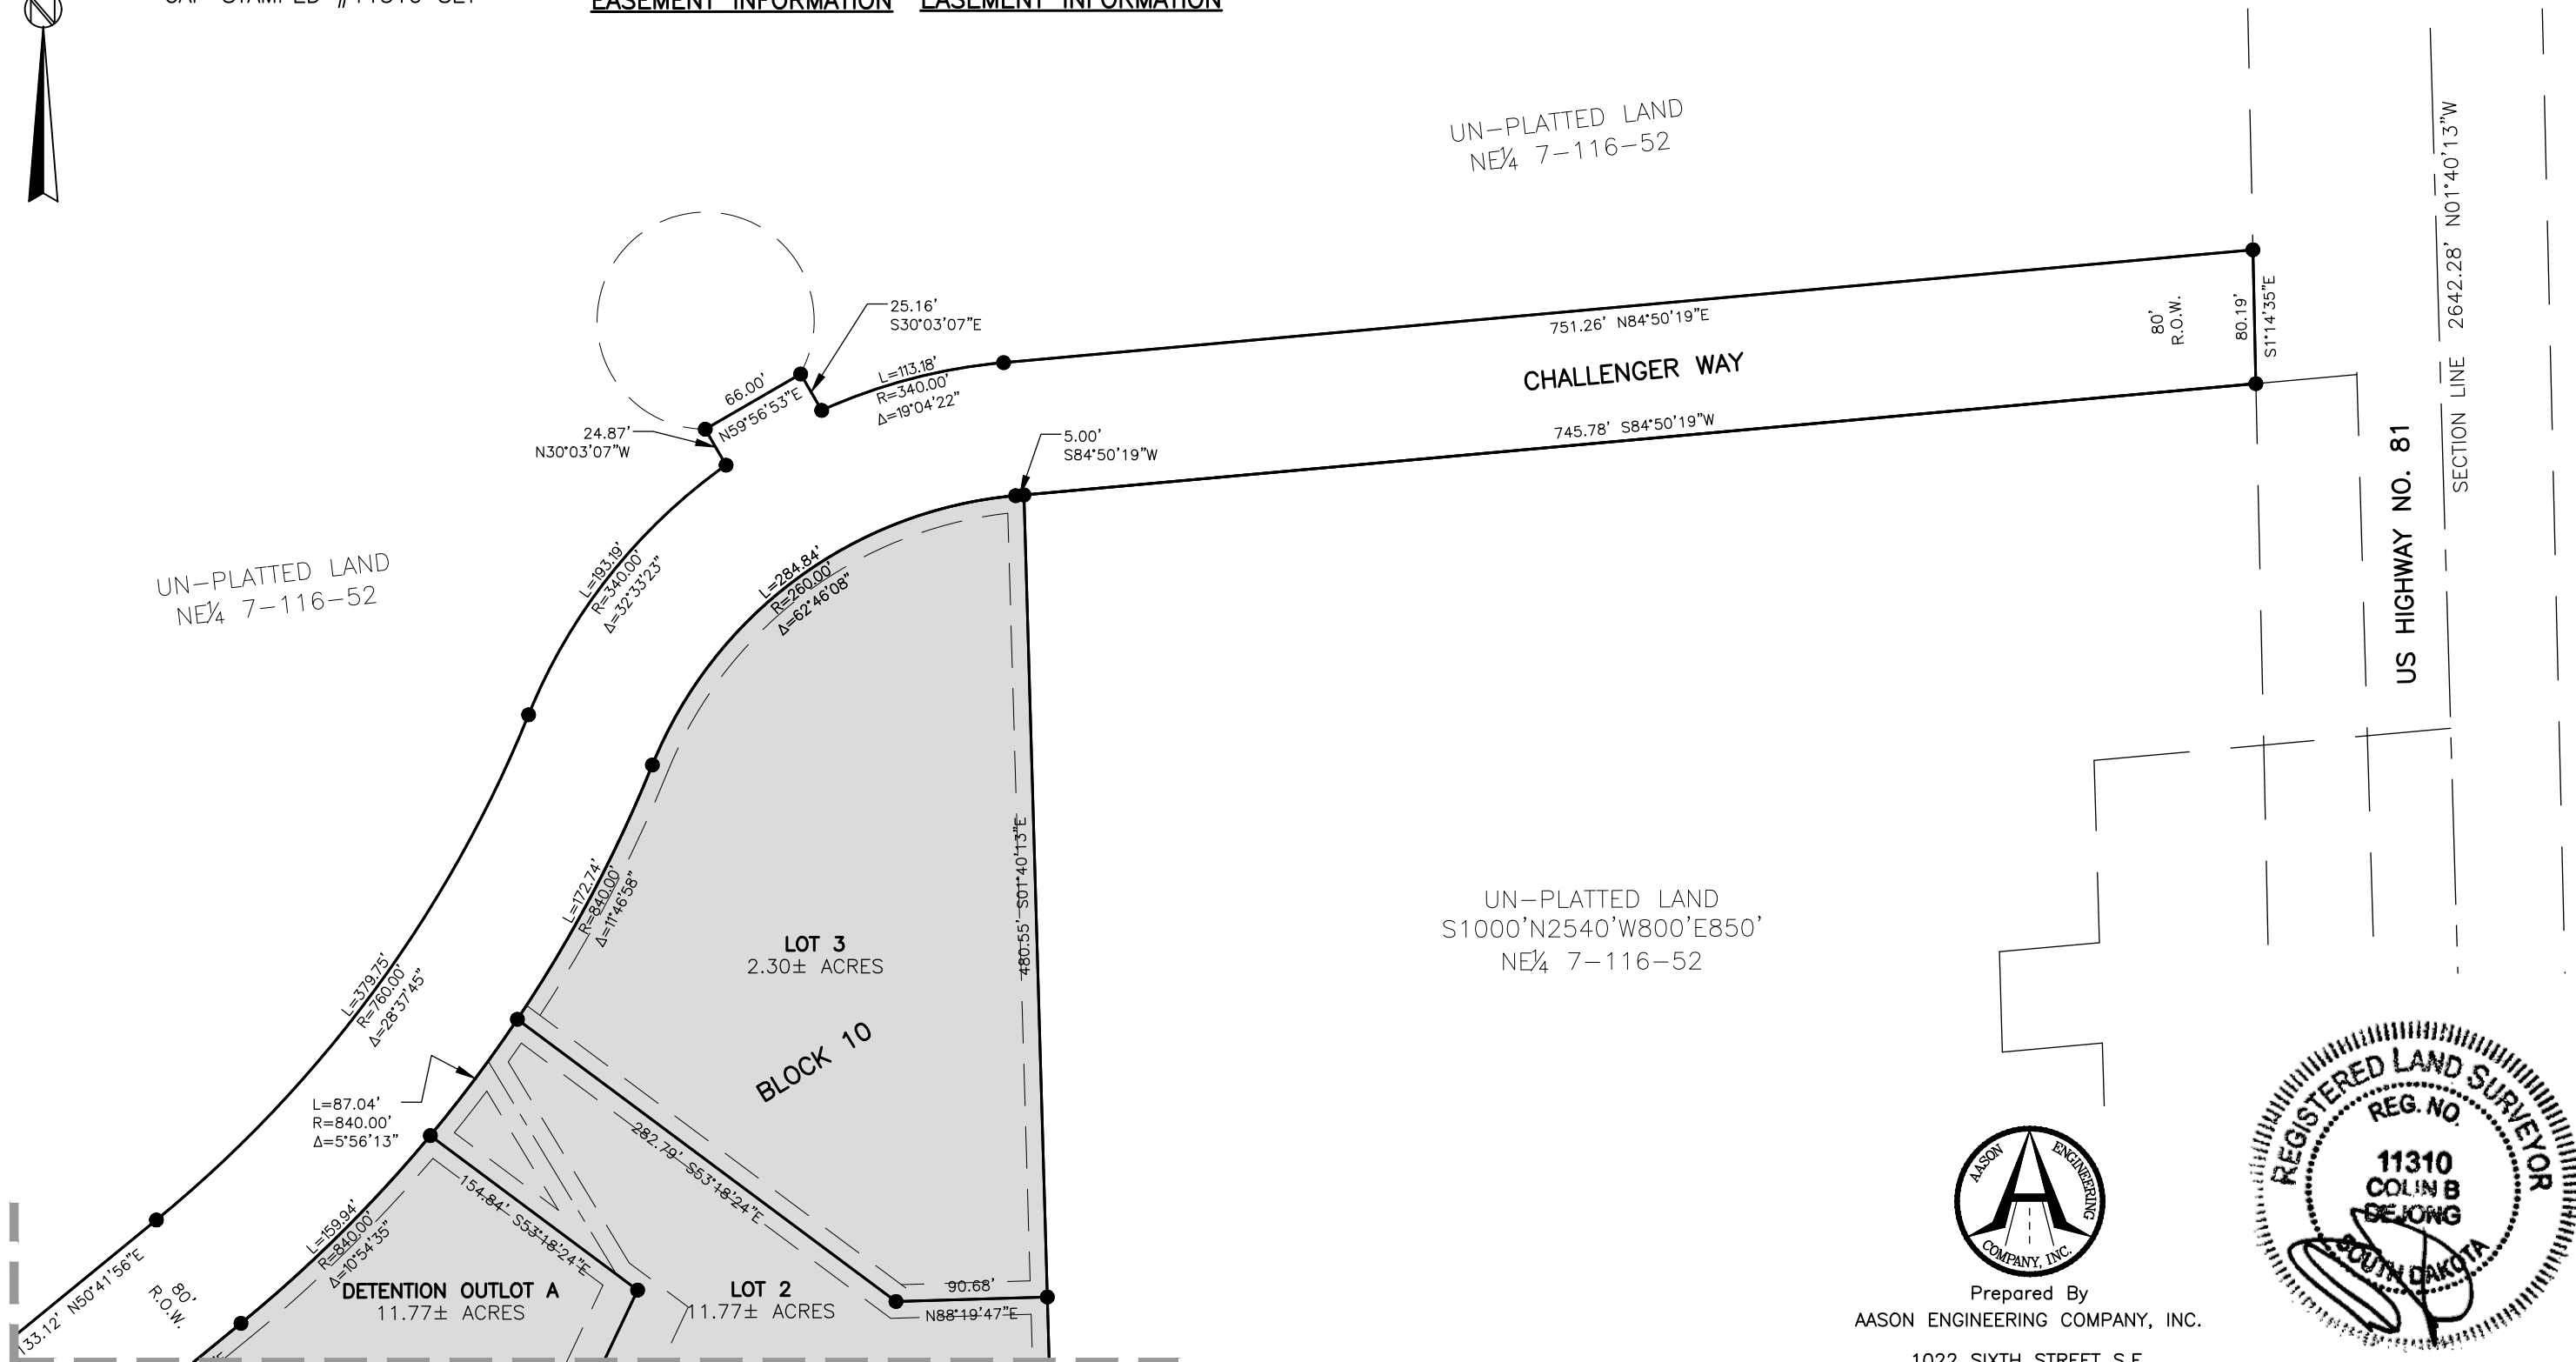 EASEMENT INFORMATION EASEMENT INFORMATION
N
UN-PLATTED LAND
NE¼ 7-116-52
25.16'
S30°03'07"E
66.00'
N59°56'53"E
24.87'
N30°03'07"W
L=113.18'
R=340.00'
Δ=19°04'22"
751.26' N84°50'19"E
CHALLENGER WAY
745.78' S84°50'19"W
80'
R.O.W.
80.19'
S1°14'35"E
SECTION LINE 2642.28' N01°40'13"W
US HIGHWAY NO. 81
5.00'
S84°50'19"W
UN-PLATTED LAND
NE¼ 7-116-52
L=193.19'
R=340.00'
Δ=32°33'23"
L=284.84'
R=260.00'
Δ=62°46'08"
L=172.74'
R=840.00'
Δ=11°46'58"
480.55' S01°40'13"E
LOT 3
2.30± ACRES
BLOCK 10
UN-PLATTED LAND
S1000'N2540'W800'E850'
NE¼ 7-116-52
L=379.75'
R=760.00'
Δ=28°37'45"
L=87.04'
R=840.00'
Δ=5°56'13"
282.79' S53°18'24"E
154.84' S53°18'24"E
L=159.94'
R=840.00'
Δ=10°54'35"
133.12' N50°41'56"E
80'
R.O.W.
DETENTION OUTLOT A
11.77± ACRES
LOT 2
11.77± ACRES
90.68'
N88°19'47"E
AASON ENGINEERING
COMPANY, INC.
Prepared By
AASON ENGINEERING COMPANY, INC.
1022 SIXTH STREET S.E.
REGISTERED LAND SURVEYOR
REG. NO.
11310
COLIN B
DEJONG
SOUTH DAKOTA